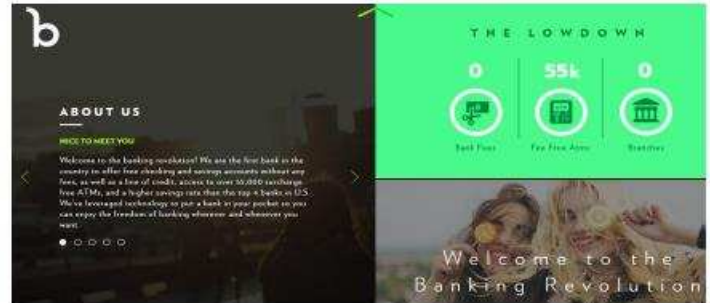 b
ABOUT US
NICE TO MEET YOU
Welcome to the banking revolution! We are the first bank in the
country to offer free checking and savings accounts without any
fees, as well as a line of credit, access to over 55,000 surcharge
free ATMs, and a higher savings rate than the top 4 banks in U.S.
We've leveraged technology to put a bank in your pocket so you
can enjoy the freedom of banking wherever and whenever you
want.
THE LOWDOWN
0 55k 0
Bank Fees Fee Free Atms Branches
Welcome to the
Banking Revolution